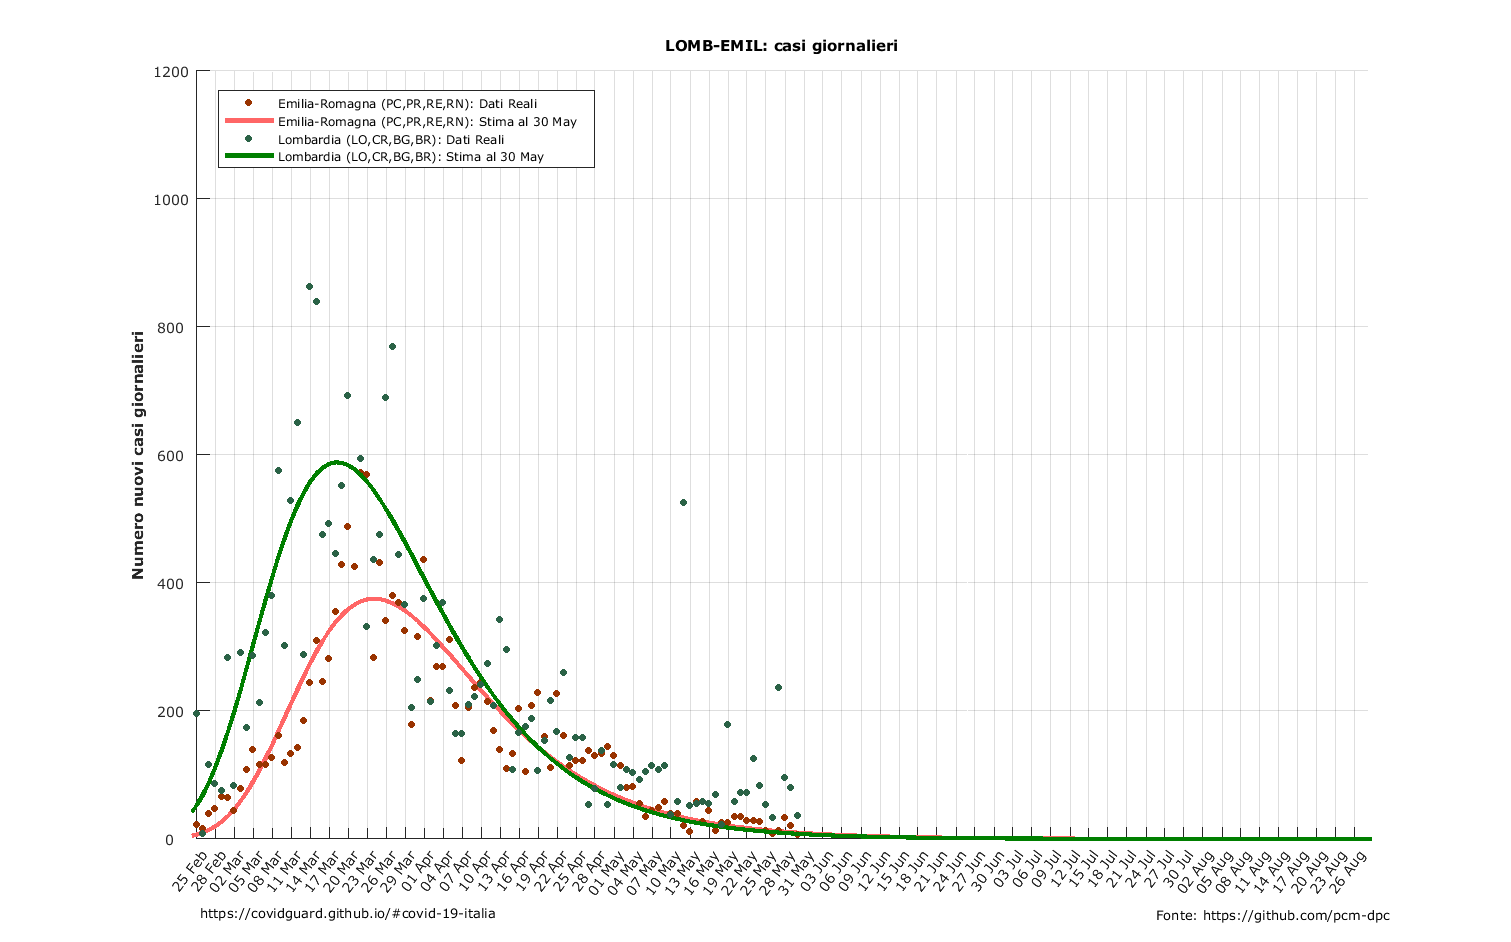 LOMB-EMIL: casi giornalieri
1200
1000
800
600
400
200
0
Numero nuovi casi giornalieri
Emilia-Romagna (PC,PR,RE,RN): Dati Reali
Emilia-Romagna (PC,PR,RE,RN): Stima al 30 May
Lombardia (LO,CR,BG,BR): Dati Reali
Lombardia (LO,CR,BG,BR): Stima al 30 May
25 Feb
28 Feb
02 Mar
05 Mar
08 Mar
11 Mar
14 Mar
17 Mar
20 Mar
23 Mar
26 Mar
29 Mar
01 Apr
04 Apr
07 Apr
10 Apr
13 Apr
16 Apr
19 Apr
22 Apr
25 Apr
28 Apr
01 May
04 May
07 May
10 May
13 May
16 May
19 May
22 May
25 May
28 May
31 May
03 Jun
06 Jun
09 Jun
12 Jun
15 Jun
18 Jun
21 Jun
24 Jun
27 Jun
30 Jun
03 Jul
06 Jul
09 Jul
12 Jul
15 Jul
18 Jul
21 Jul
24 Jul
27 Jul
30 Jul
02 Aug
05 Aug
08 Aug
11 Aug
14 Aug
17 Aug
20 Aug
23 Aug
26 Aug
https://covidguard.github.io/#covid-19-italia
Fonte: https://github.com/pcm-dpc